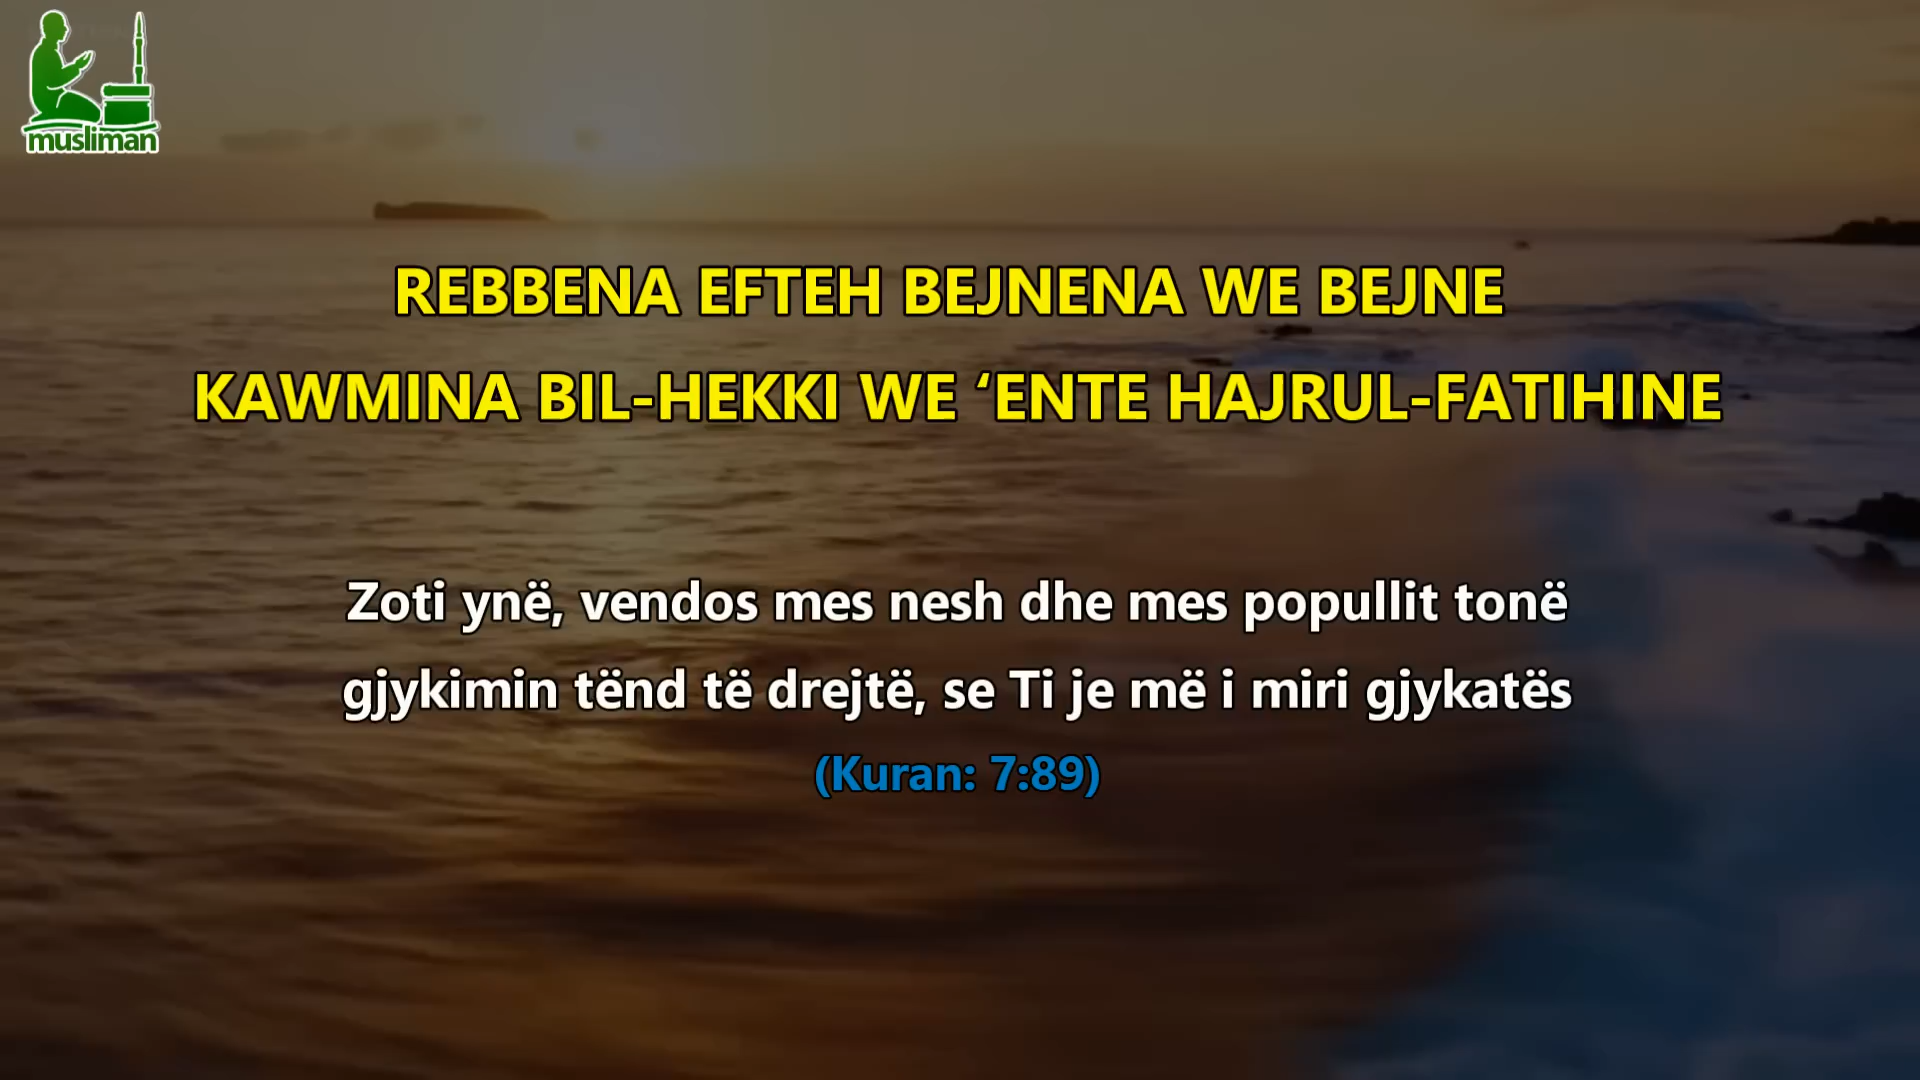 musliman
REBBENA EFTEH BEJNENA WE BEJNE
KAWMINA BIL-HEKKI WE ‘ENTE HAJRUL-FATIHINE
Zoti ynë, vendos mes nesh dhe mes popullit tonë
gjykimin tënd të drejtë, se Ti je më i miri gjykatës
(Kuran: 7:89)